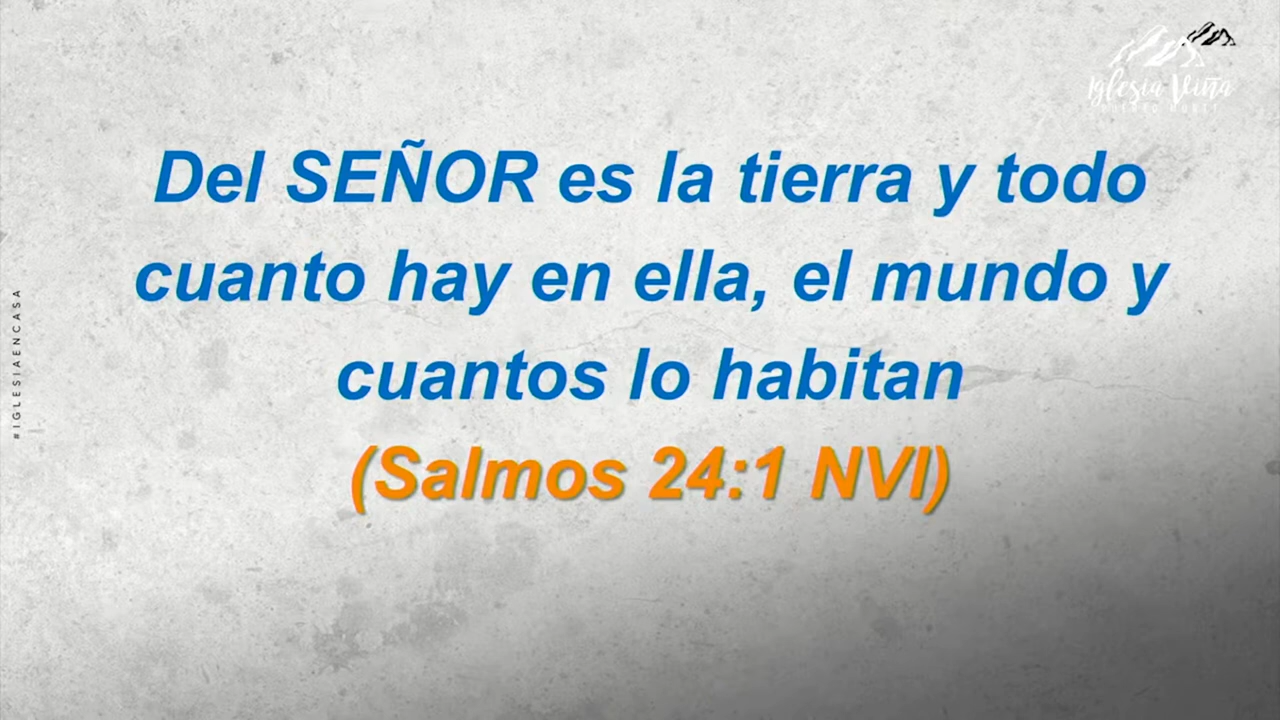 Iglesia Viña
Del SEÑOR es la tierra y todo
cuanto hay en ella, el mundo y
cuantos lo habitan
(Salmos 24:1 NVI)
#IGLESIAENCASA